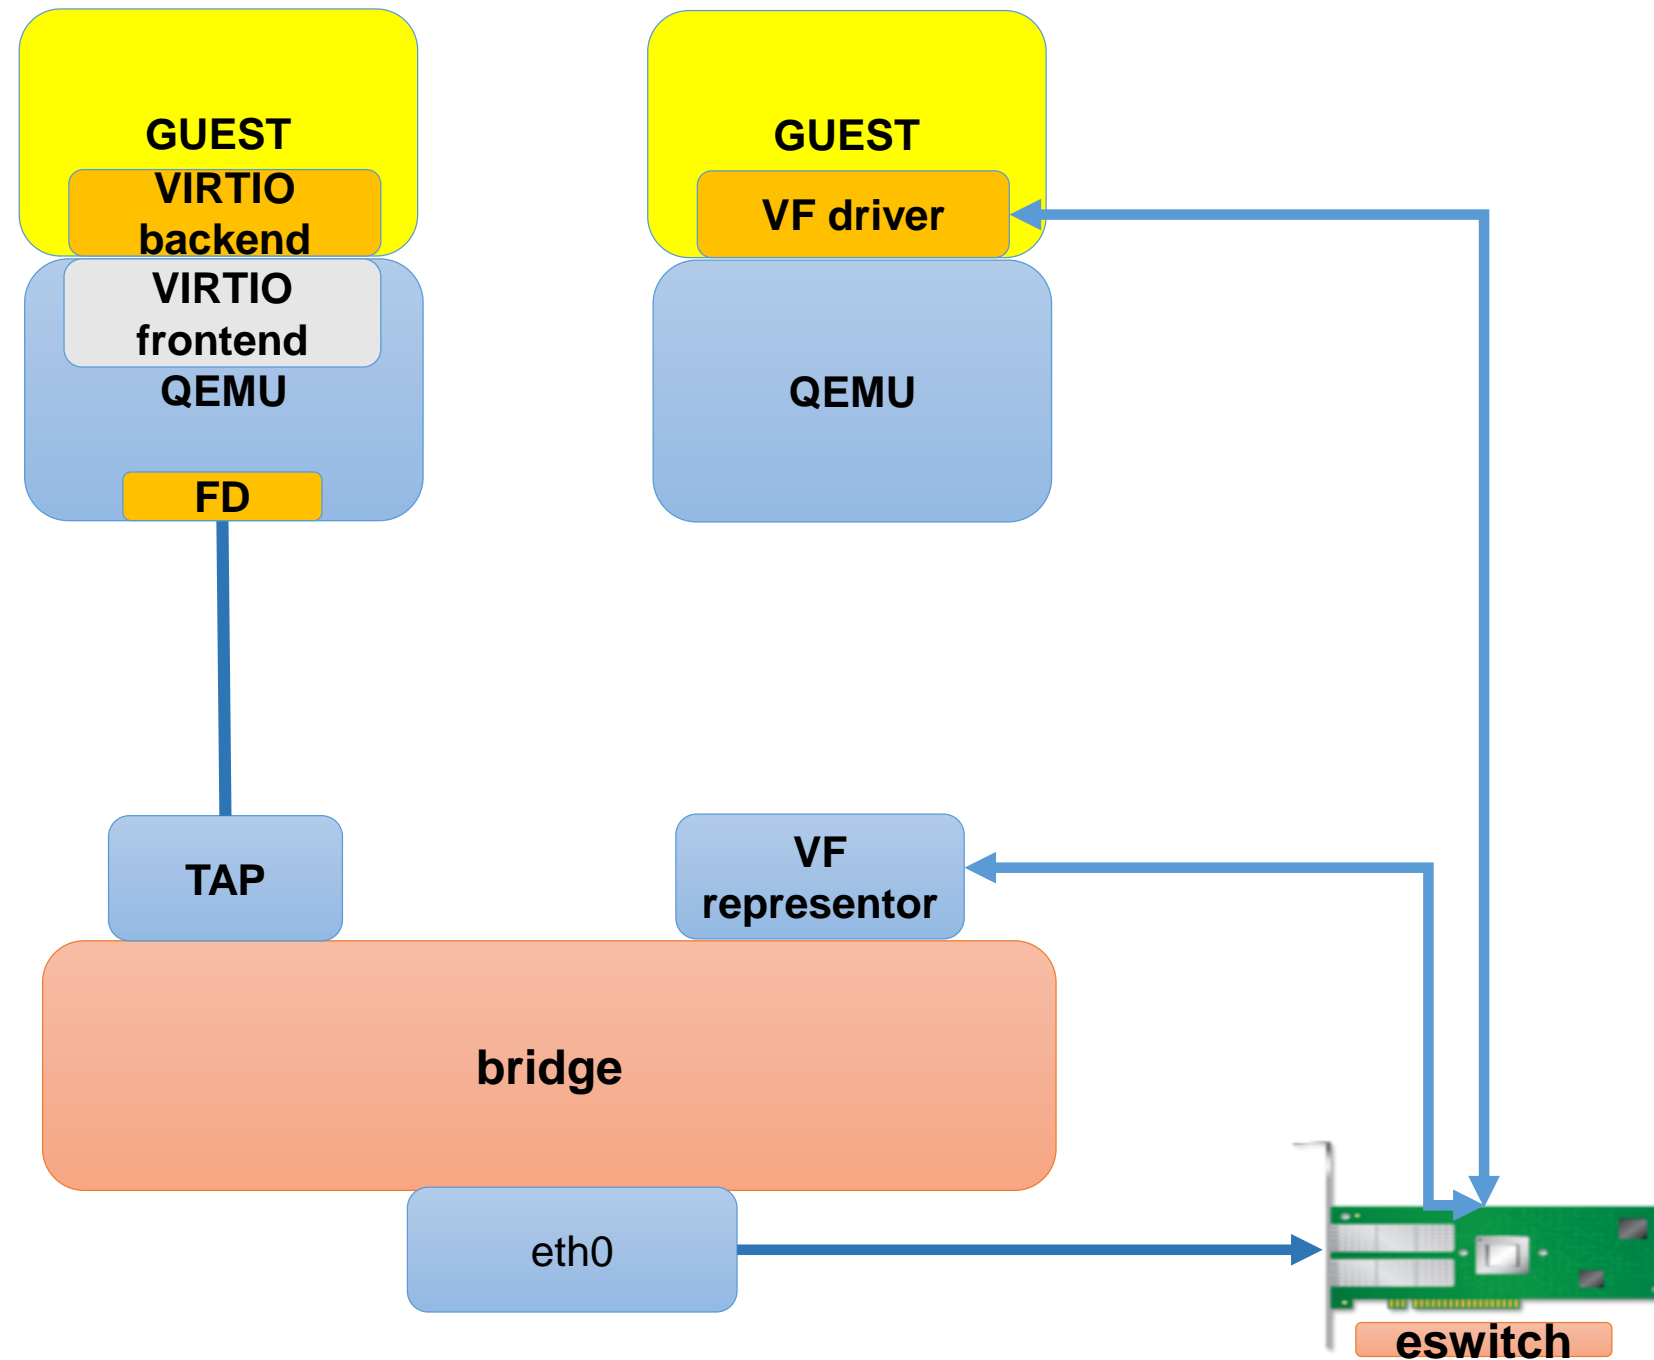 GUEST
VIRTIO
backend
VIRTIO
frontend
QEMU
FD
TAP
GUEST
VF driver
QEMU
VF
representor
bridge
eth0
eswitch